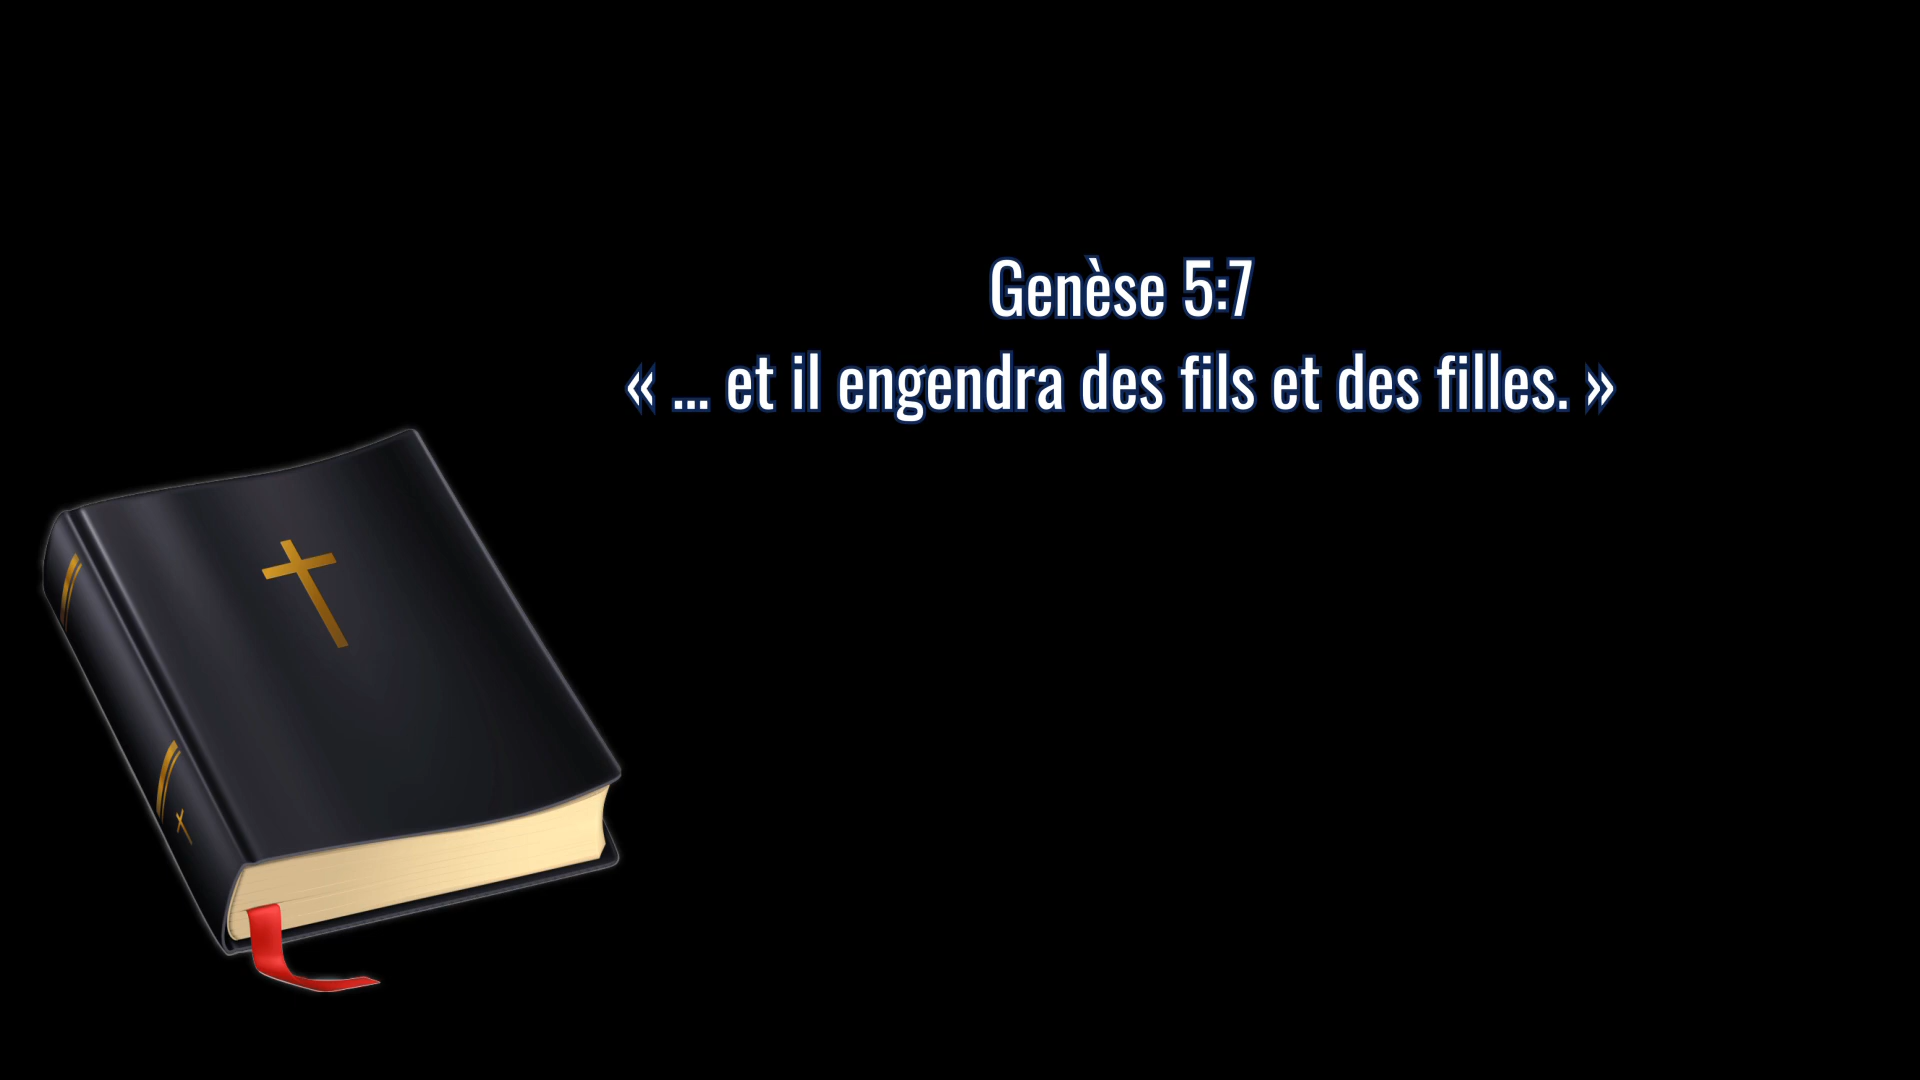 Genèse 5:7
« ... et il engendra des fils et des filles. »